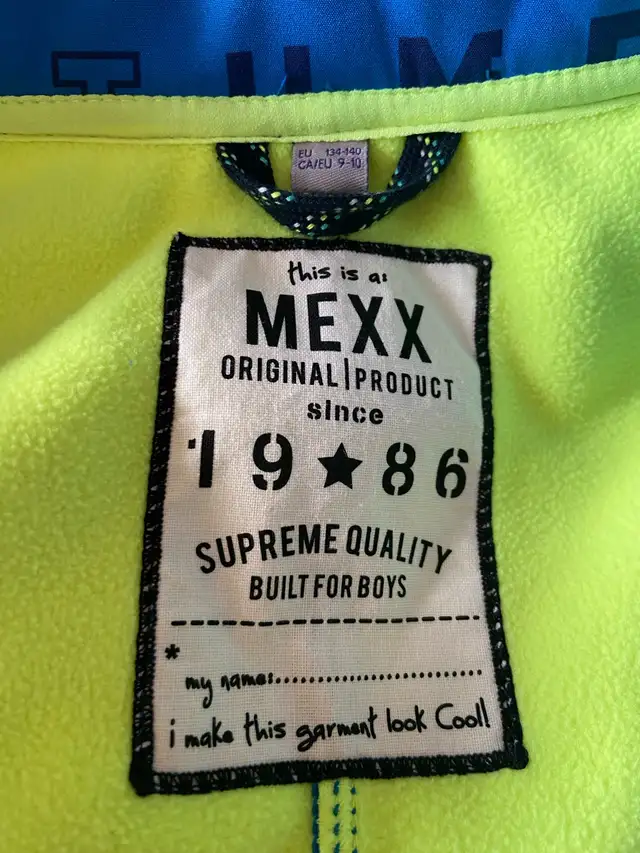 TUM
EU 134-140
CA/EU 9-10
this is a:
MEXX
ORIGINAL|PRODUCT
since
19★86
SUPREME QUALITY
BUILT FOR BOYS
*
my name:..............................
i make this garment look Cool!